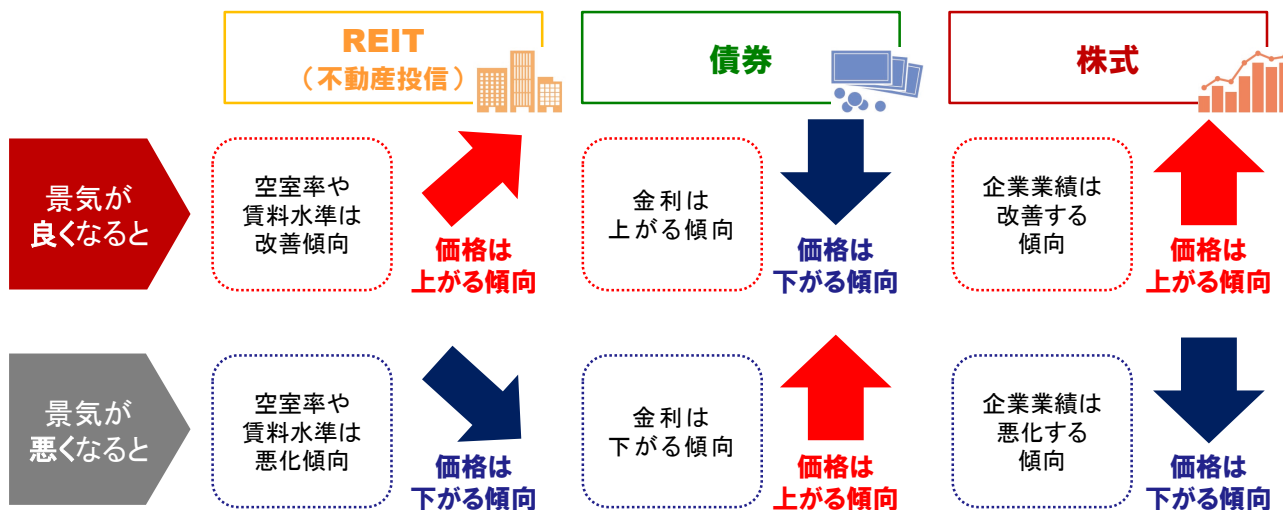 REIT
（不動産投信）
債券
株式
景気が
良くなると
空室率や
賃料水準は
改善傾向
価格は
上がる傾向
金利は
上がる傾向
価格は
下がる傾向
企業業績は
改善する
傾向
価格は
上がる傾向
景気が
悪くなると
空室率や
賃料水準は
悪化傾向
価格は
下がる傾向
金利は
下がる傾向
価格は
上がる傾向
企業業績は
悪化する
傾向
価格は
下がる傾向